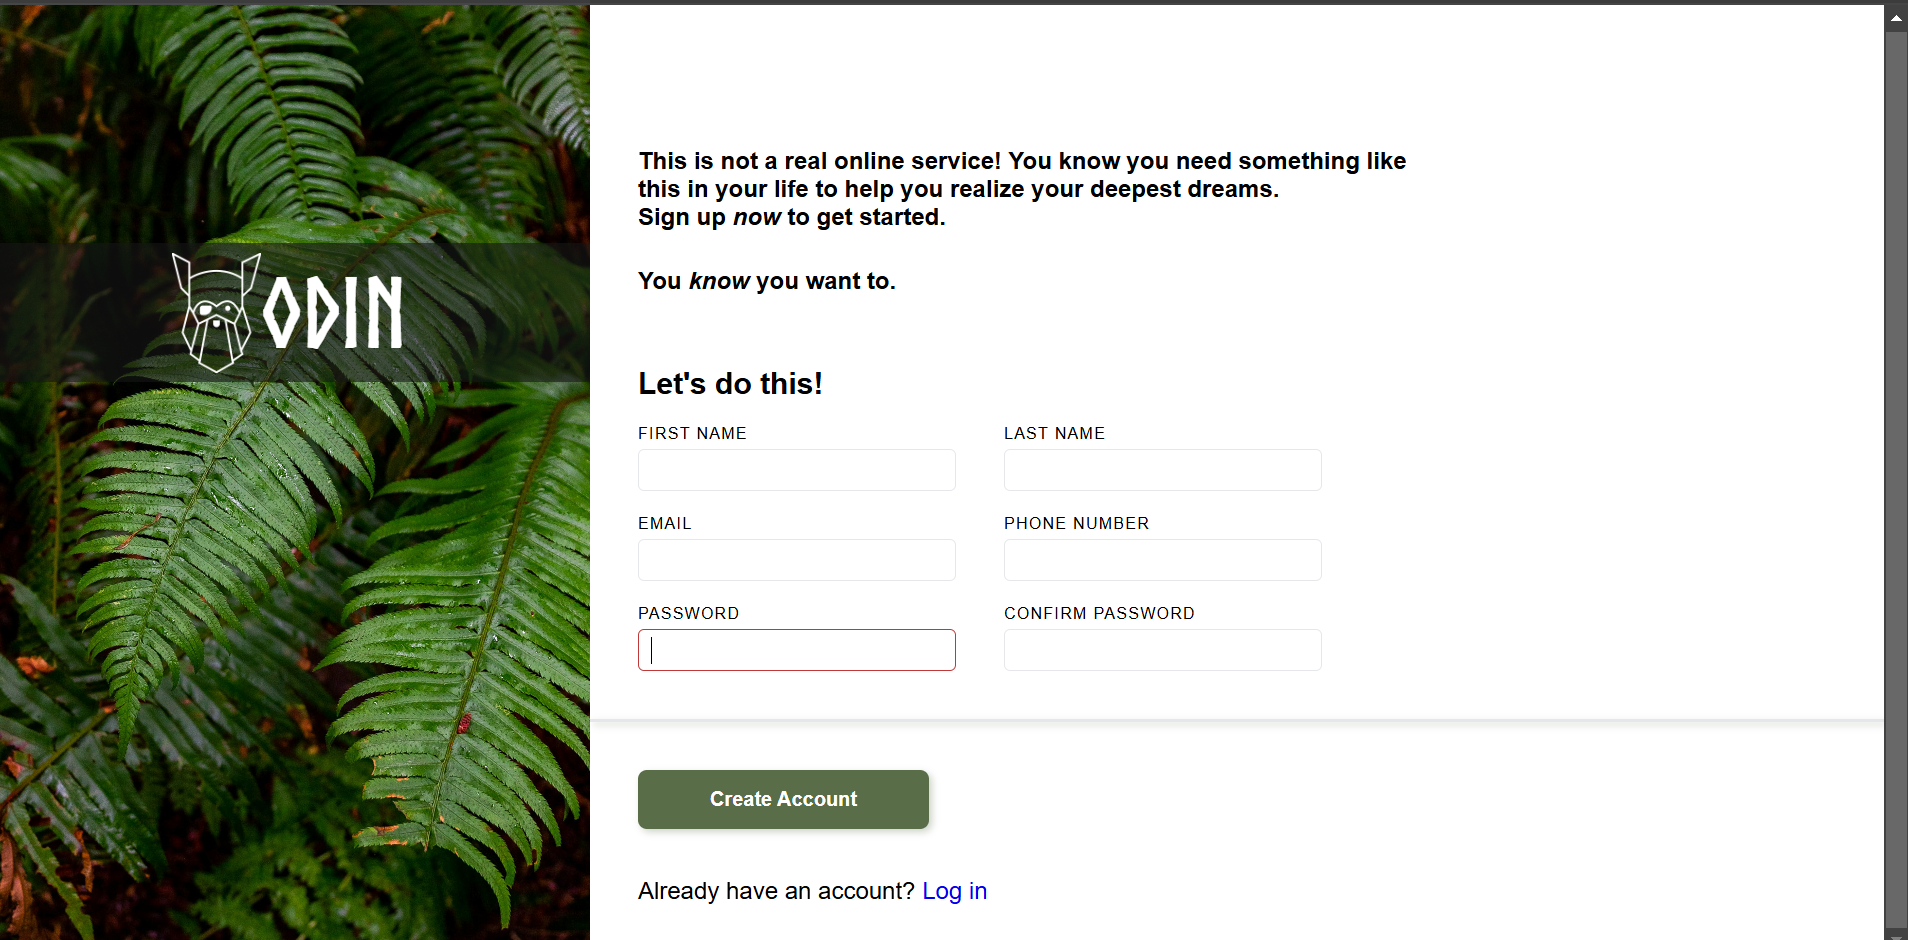 ODIN
This is not a real online service! You know you need something like
this in your life to help you realize your deepest dreams.
Sign up now to get started.
You know you want to.
Let's do this!
FIRST NAME
LAST NAME
EMAIL
PHONE NUMBER
PASSWORD
CONFIRM PASSWORD
Create Account
Already have an account? Log in